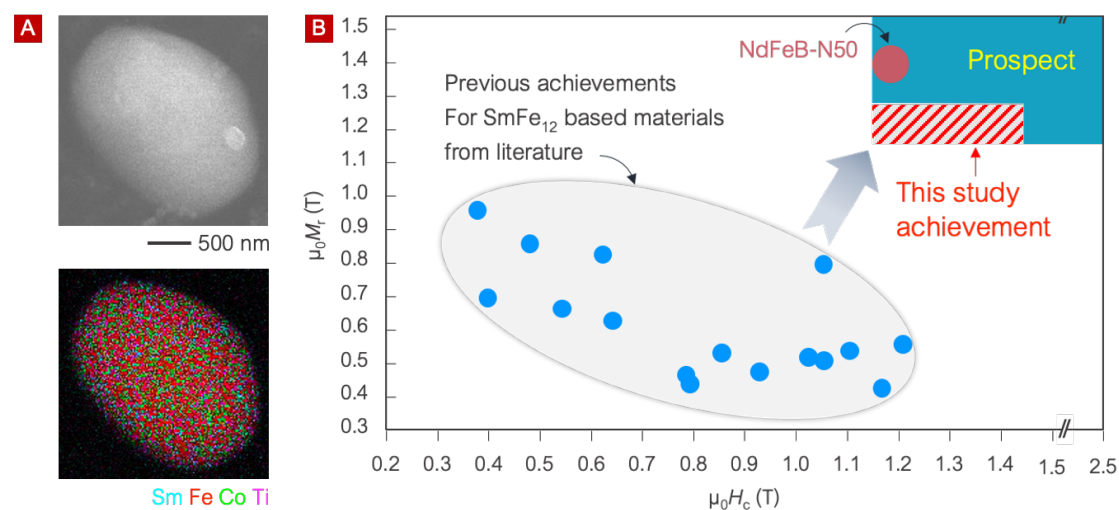 A
500 nm
Sm Fe Co Ti
B
1.5
1.4
1.3
1.2
1.1
1.0
0.9
0.8
0.7
0.6
0.5
0.4
0.3
μ₀Mᵣ (T)
NdFeB-N50
Prospect
Previous achievements
For SmFe₁₂ based materials
from literature
This study
achievement
//
//
0.2 0.3 0.4 0.5 0.6 0.7 0.8 0.9 1.0 1.1 1.2 1.3 1.4 1.5 2.5
μ₀H꜀ (T)